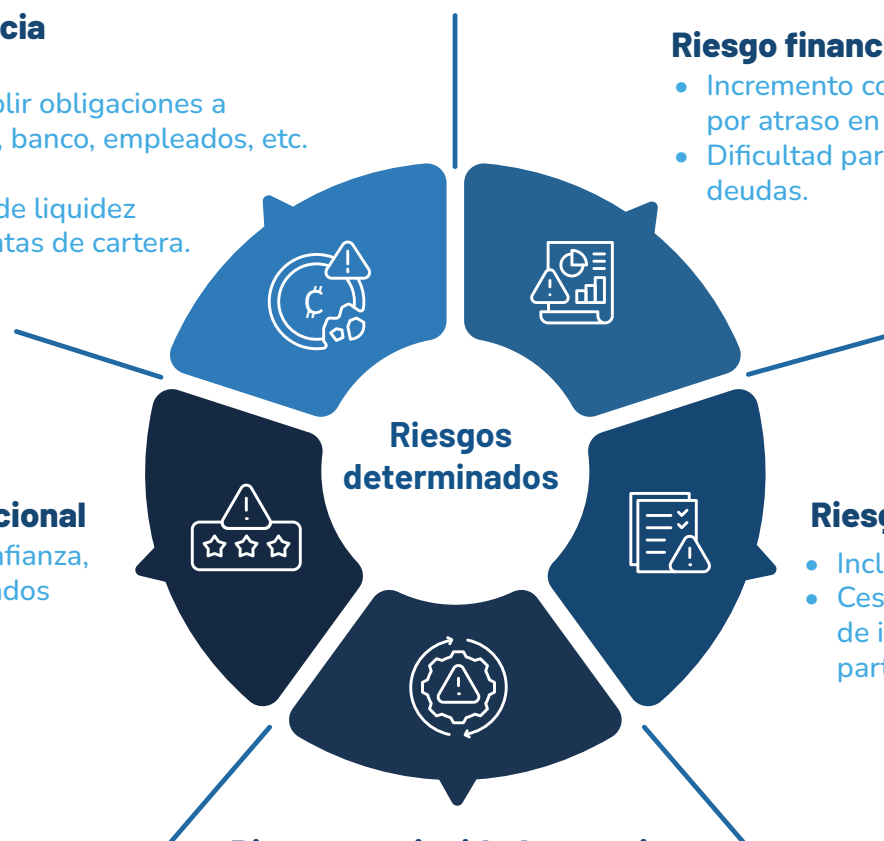 cia
plir obligaciones a
, banco, empleados, etc.
de liquidez
ntas de cartera.
Riesgo financ
• Incremento co
por atraso en
• Dificultad par
deudas.
Riesgos
determinados
cional
nfianza,
ados
Riesg
• Incl
• Ces
de i
part